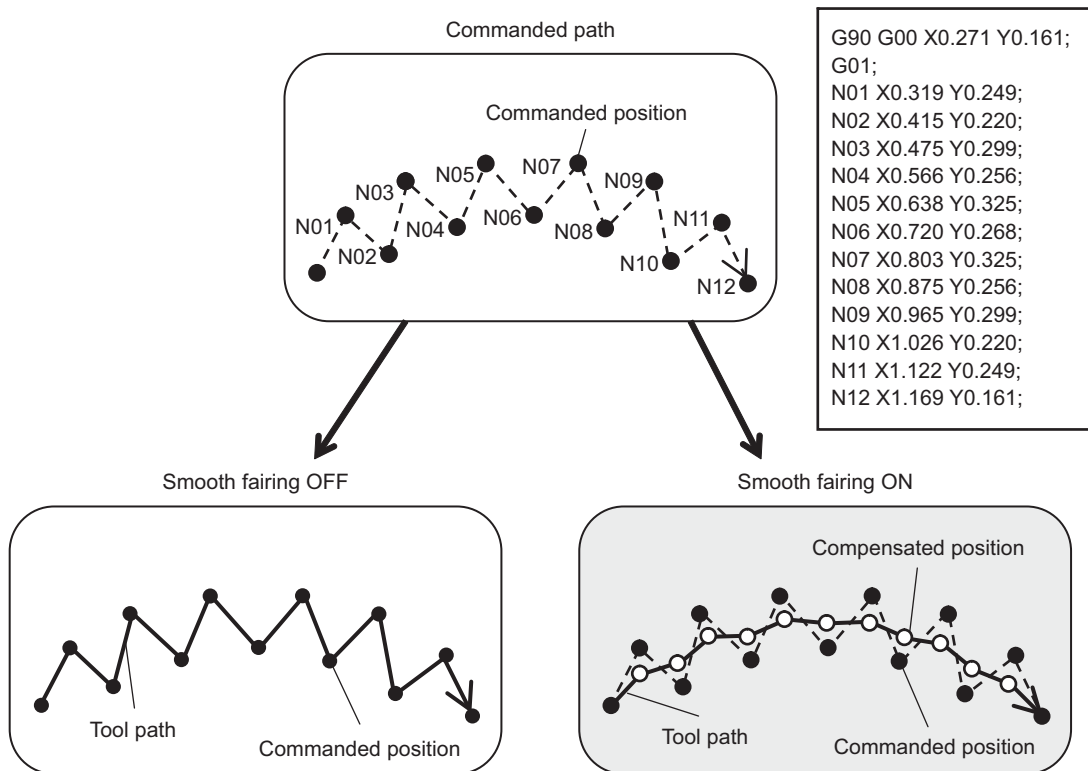 Commanded path
Commanded position
N01
N02
N03
N04
N05
N06
N07
N08
N09
N10
N11
N12
G90 G00 X0.271 Y0.161;
G01;
N01 X0.319 Y0.249;
N02 X0.415 Y0.220;
N03 X0.475 Y0.299;
N04 X0.566 Y0.256;
N05 X0.638 Y0.325;
N06 X0.720 Y0.268;
N07 X0.803 Y0.325;
N08 X0.875 Y0.256;
N09 X0.965 Y0.299;
N10 X1.026 Y0.220;
N11 X1.122 Y0.249;
N12 X1.169 Y0.161;
Smooth fairing OFF
Tool path
Commanded position
Smooth fairing ON
Compensated position
Tool path
Commanded position